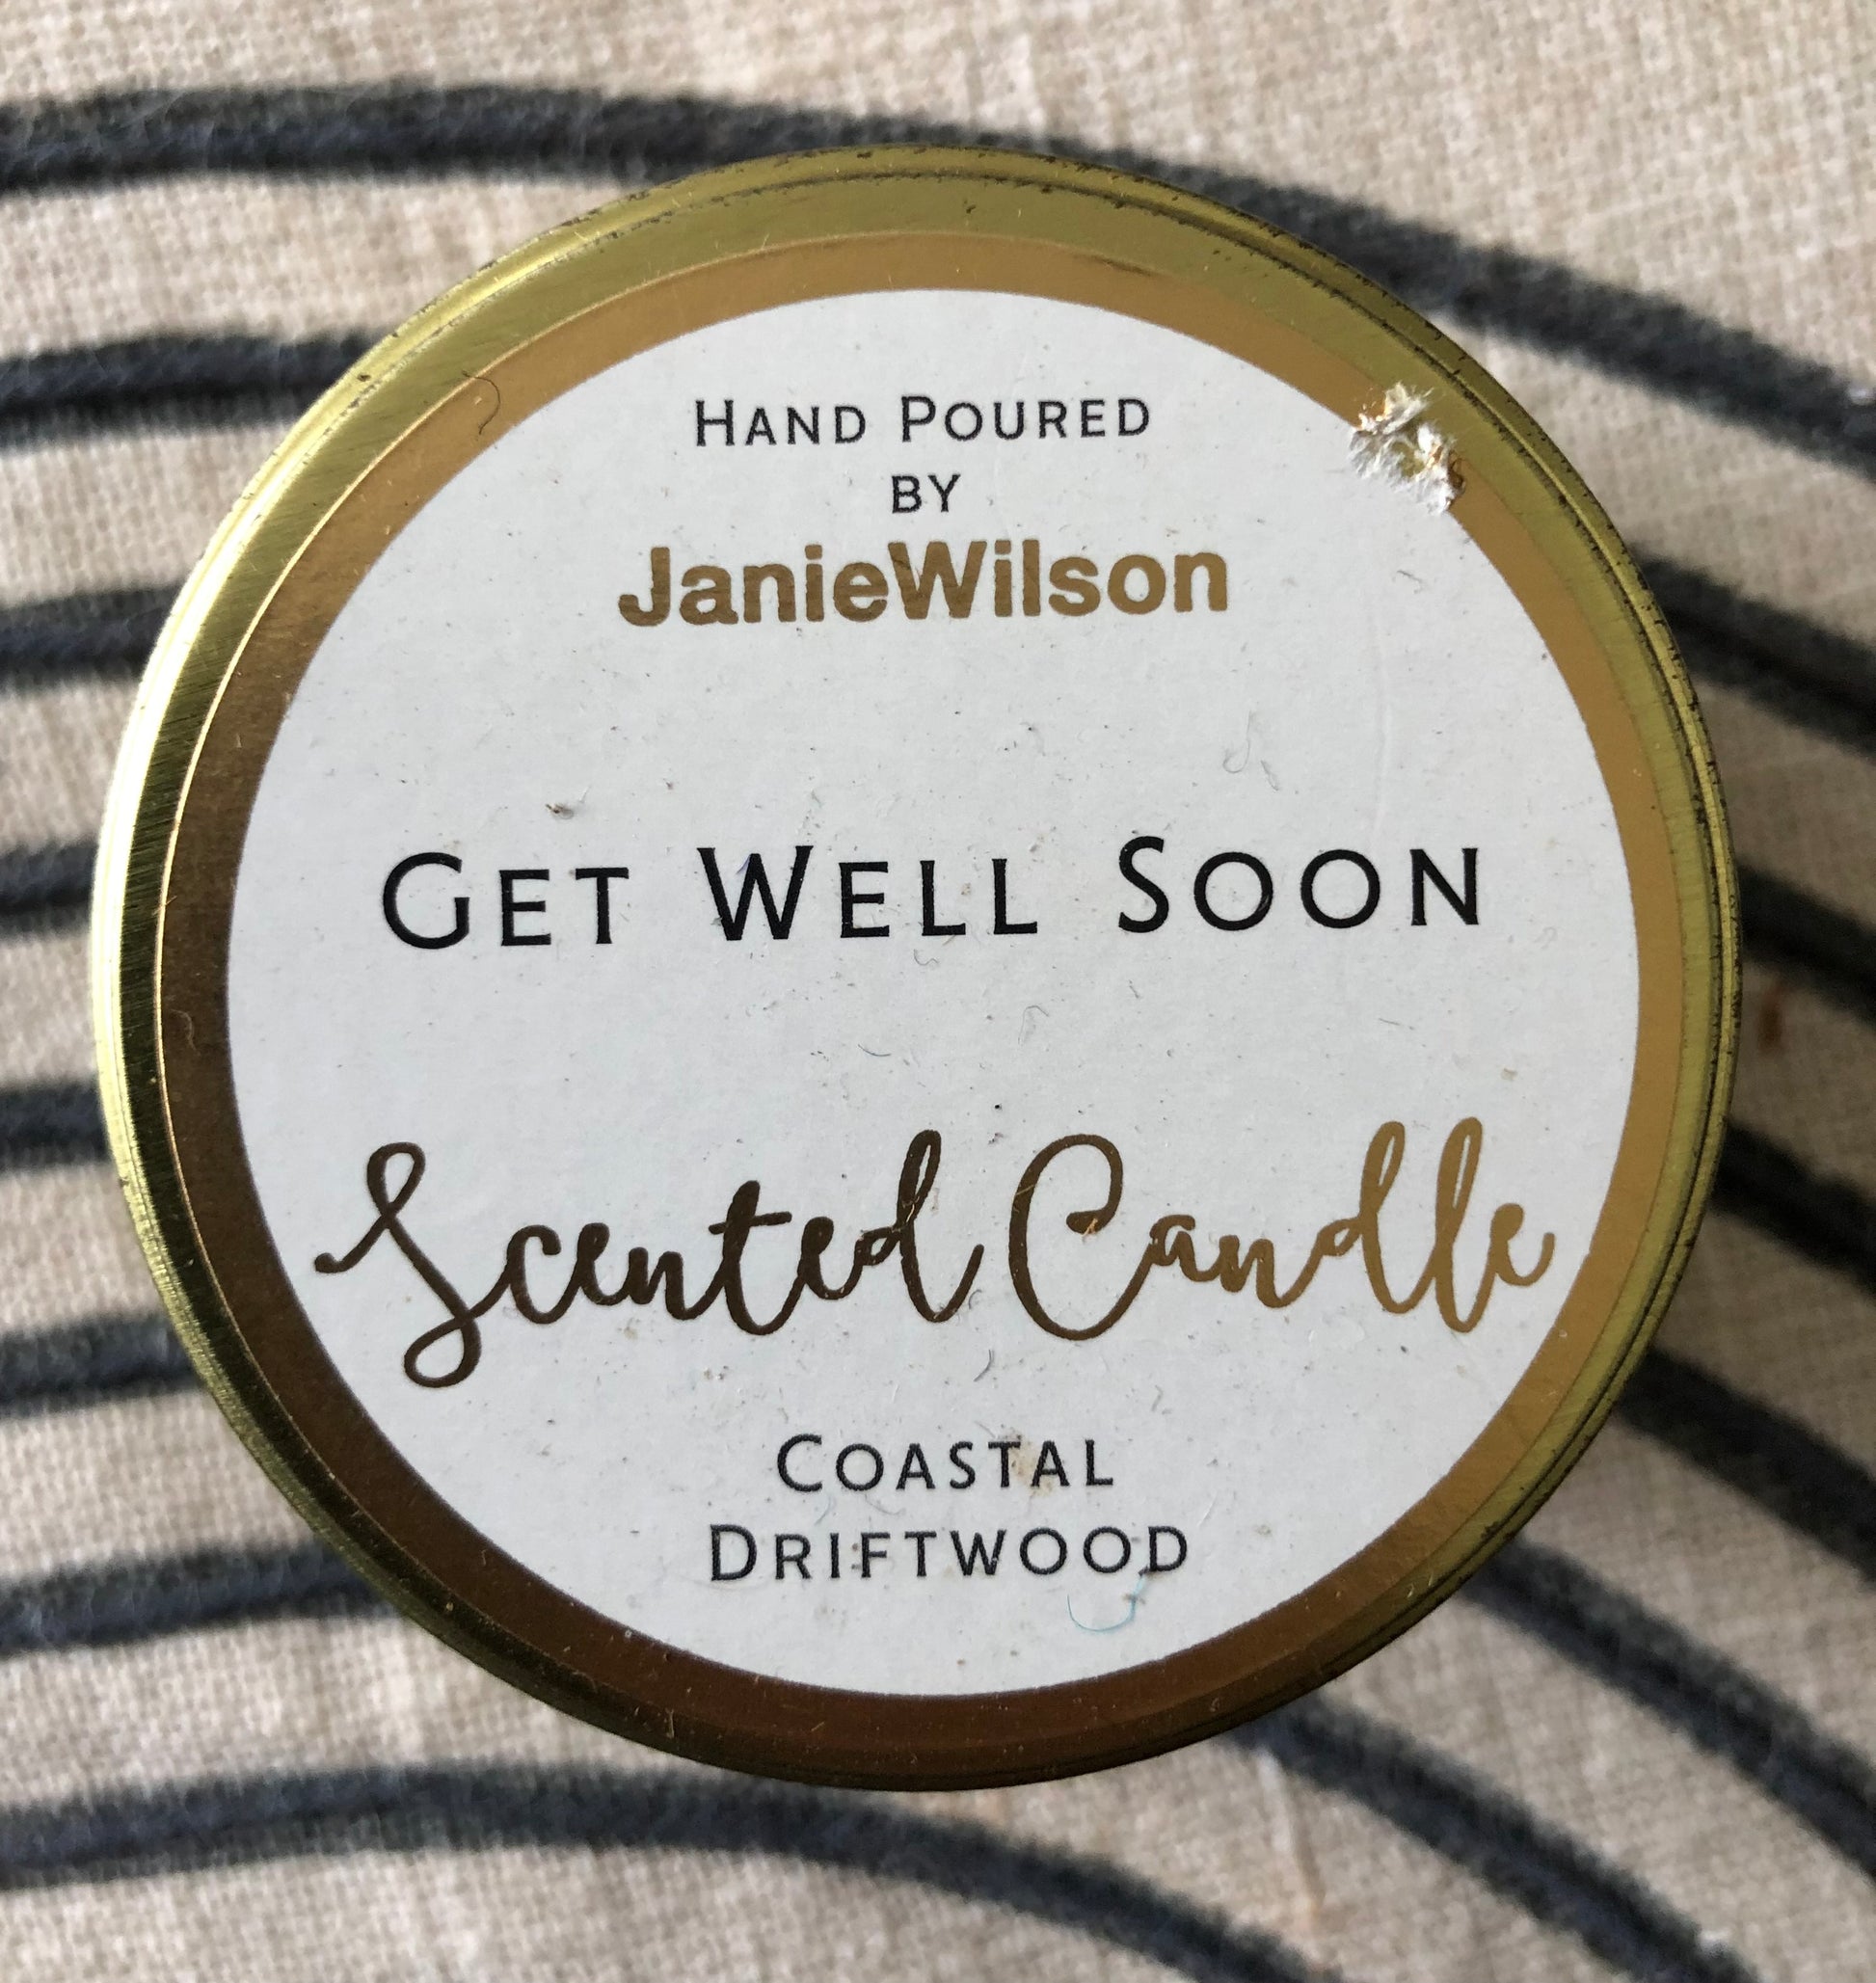 HAND POURED
BY
JanieWilson
GET WELL SOON
Scented Candle
COASTAL
DRIFTWOOD